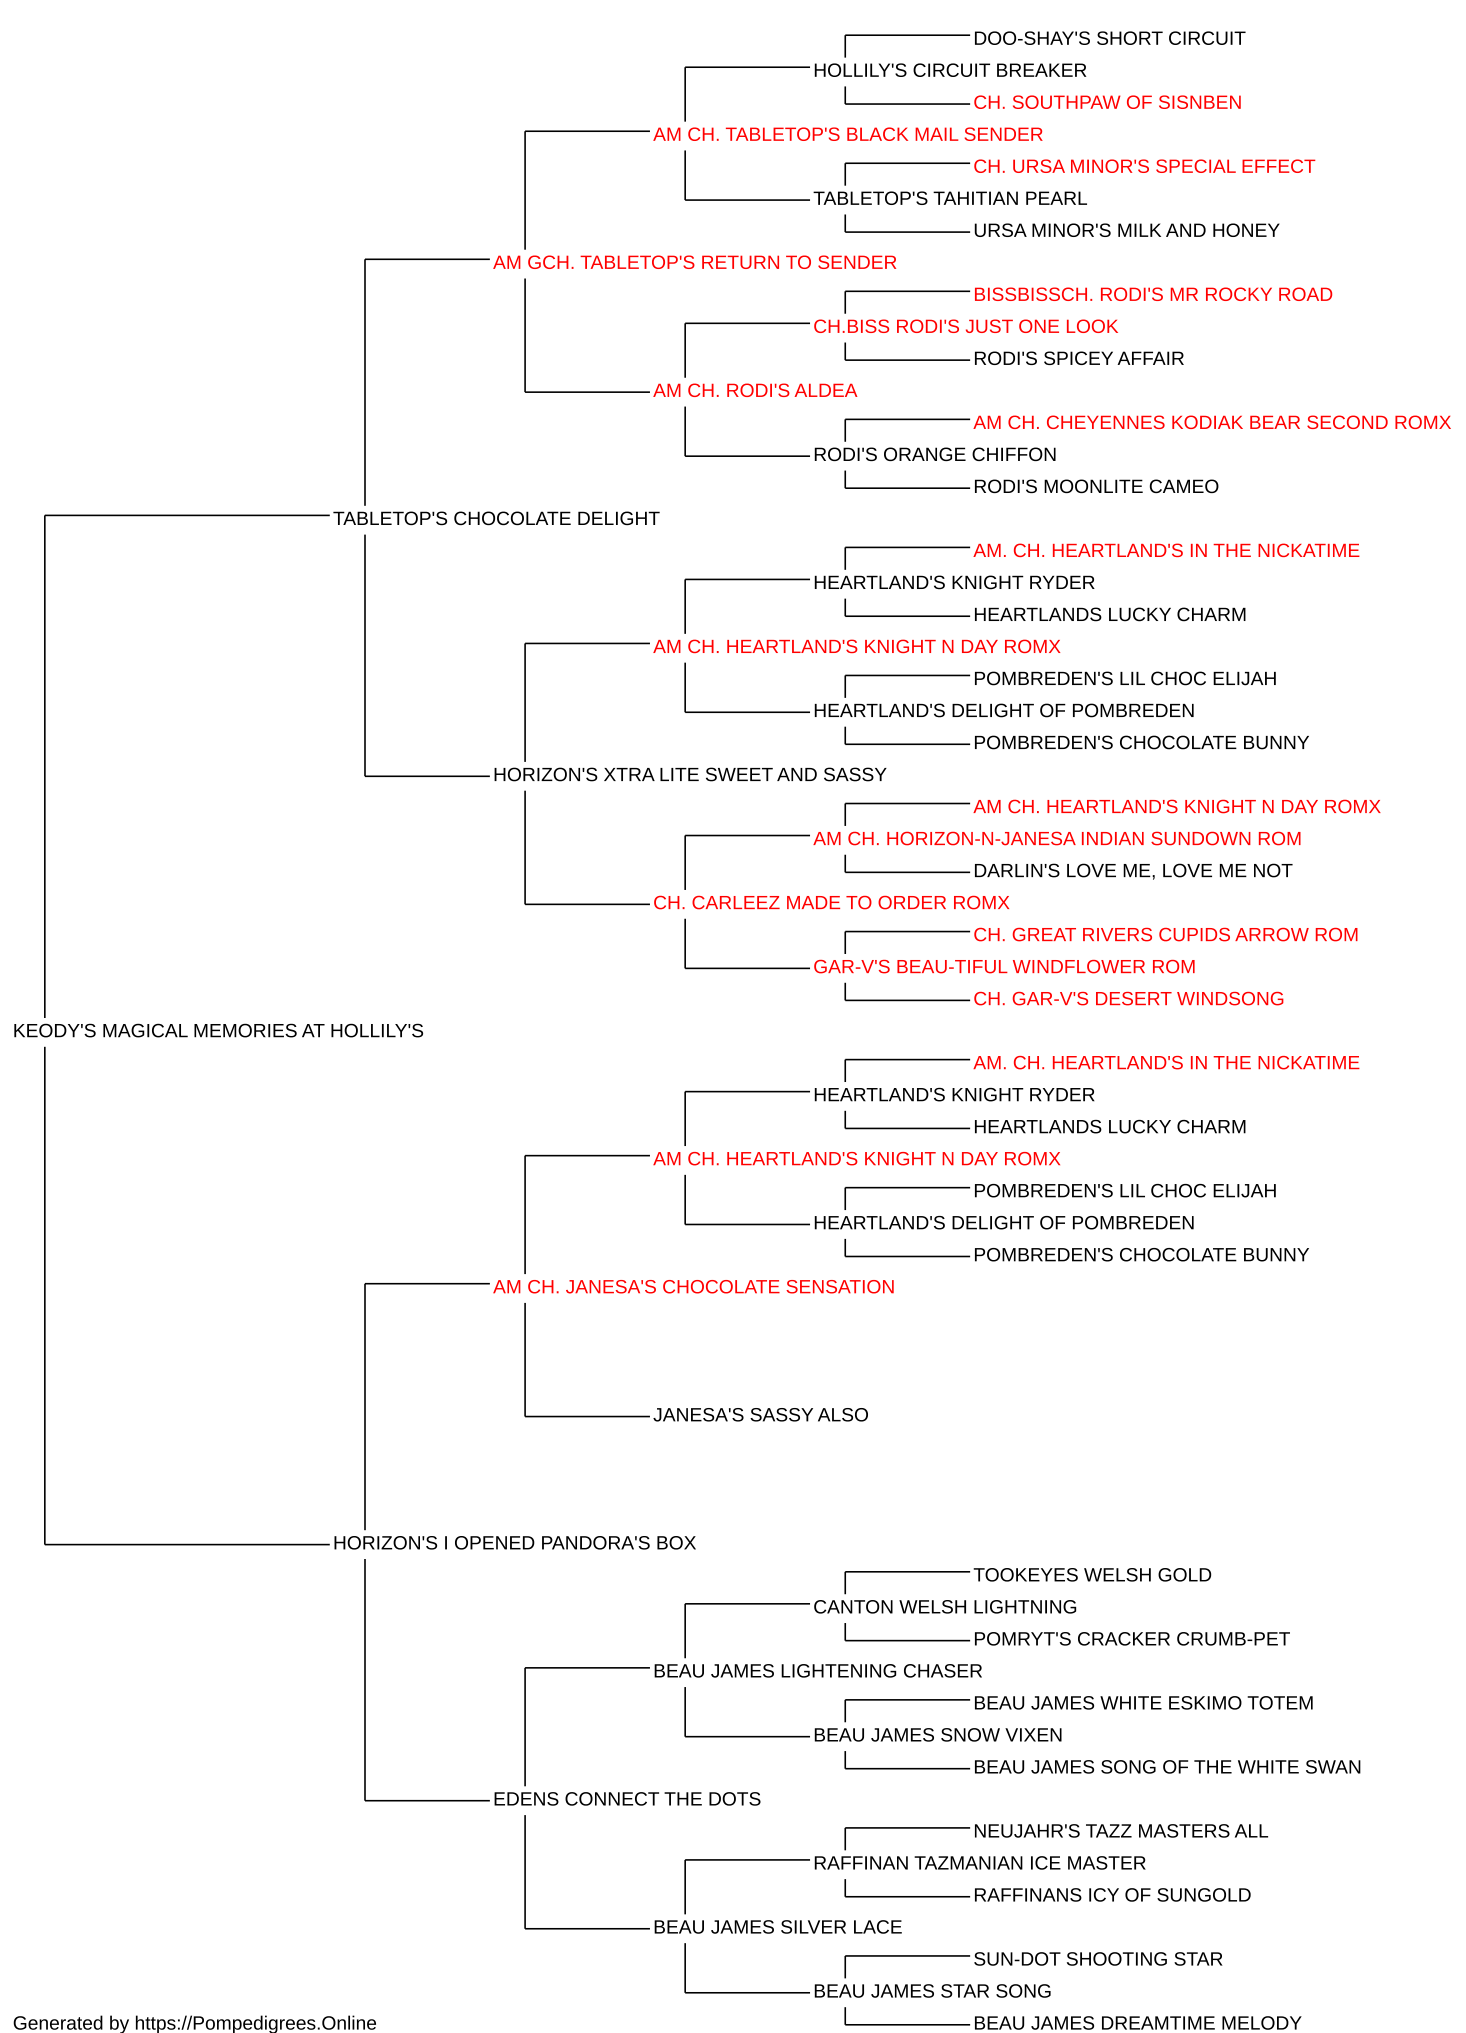 DOO-SHAY'S SHORT CIRCUIT
HOLLILY'S CIRCUIT BREAKER
CH. SOUTHPAW OF SISNBEN
AM CH. TABLETOP'S BLACK MAIL SENDER
CH. URSA MINOR'S SPECIAL EFFECT
TABLETOP'S TAHITIAN PEARL
URSA MINOR'S MILK AND HONEY
AM GCH. TABLETOP'S RETURN TO SENDER
BISSBISSCH. RODI'S MR ROCKY ROAD
CH.BISS RODI'S JUST ONE LOOK
RODI'S SPICEY AFFAIR
AM CH. RODI'S ALDEA
AM CH. CHEYENNES KODIAK BEAR SECOND ROMX
RODI'S ORANGE CHIFFON
RODI'S MOONLITE CAMEO
TABLETOP'S CHOCOLATE DELIGHT
AM. CH. HEARTLAND'S IN THE NICKATIME
HEARTLAND'S KNIGHT RYDER
HEARTLANDS LUCKY CHARM
AM CH. HEARTLAND'S KNIGHT N DAY ROMX
POMBREDEN'S LIL CHOC ELIJAH
HEARTLAND'S DELIGHT OF POMBREDEN
POMBREDEN'S CHOCOLATE BUNNY
HORIZON'S XTRA LITE SWEET AND SASSY
AM CH. HEARTLAND'S KNIGHT N DAY ROMX
AM CH. HORIZON-N-JANESA INDIAN SUNDOWN ROM
DARLIN'S LOVE ME, LOVE ME NOT
CH. CARLEEZ MADE TO ORDER ROMX
CH. GREAT RIVERS CUPIDS ARROW ROM
GAR-V'S BEAU-TIFUL WINDFLOWER ROM
CH. GAR-V'S DESERT WINDSONG
KEODY'S MAGICAL MEMORIES AT HOLLILY'S
AM. CH. HEARTLAND'S IN THE NICKATIME
HEARTLAND'S KNIGHT RYDER
HEARTLANDS LUCKY CHARM
AM CH. HEARTLAND'S KNIGHT N DAY ROMX
POMBREDEN'S LIL CHOC ELIJAH
HEARTLAND'S DELIGHT OF POMBREDEN
POMBREDEN'S CHOCOLATE BUNNY
AM CH. JANESA'S CHOCOLATE SENSATION
JANESA'S SASSY ALSO
HORIZON'S I OPENED PANDORA'S BOX
TOOKEYES WELSH GOLD
CANTON WELSH LIGHTNING
POMRYT'S CRACKER CRUMB-PET
BEAU JAMES LIGHTENING CHASER
BEAU JAMES WHITE ESKIMO TOTEM
BEAU JAMES SNOW VIXEN
BEAU JAMES SONG OF THE WHITE SWAN
EDENS CONNECT THE DOTS
NEUJAHR'S TAZZ MASTERS ALL
RAFFINAN TAZMANIAN ICE MASTER
RAFFINANS ICY OF SUNGOLD
BEAU JAMES SILVER LACE
SUN-DOT SHOOTING STAR
BEAU JAMES STAR SONG
BEAU JAMES DREAMTIME MELODY
Generated by https://Pompedigrees.Online